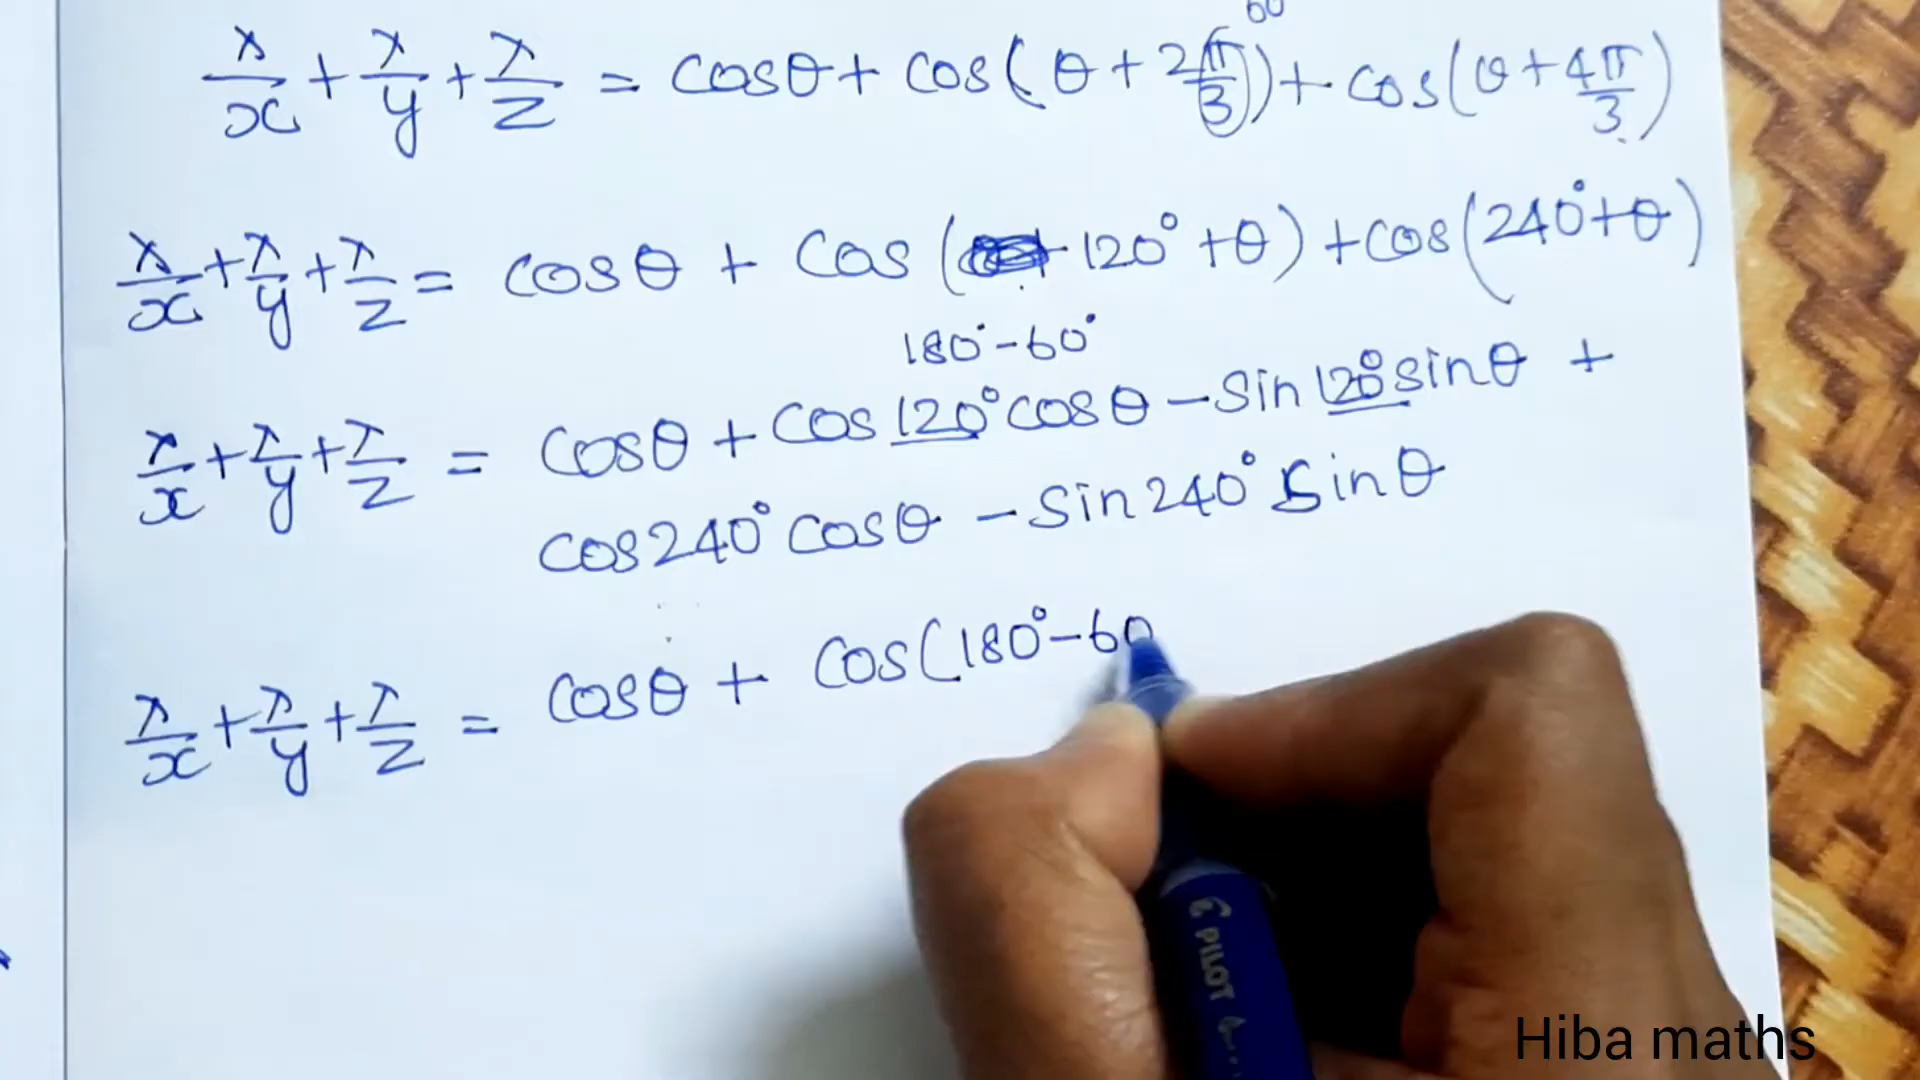 λ/x + λ/y + λ/z = cosθ + cos(θ + 2π/3) + cos(θ + 4π/3)
λ/x + λ/y + λ/z = cosθ + cos(120° + θ) + cos(240° + θ)
180° - 60°
λ/x + λ/y + λ/z = cosθ + cos120° cosθ - sin120° sinθ +
cos240° cosθ - sin240° sinθ
λ/x + λ/y + λ/z = cosθ + cos(180° - 60
PILOT
Hiba maths